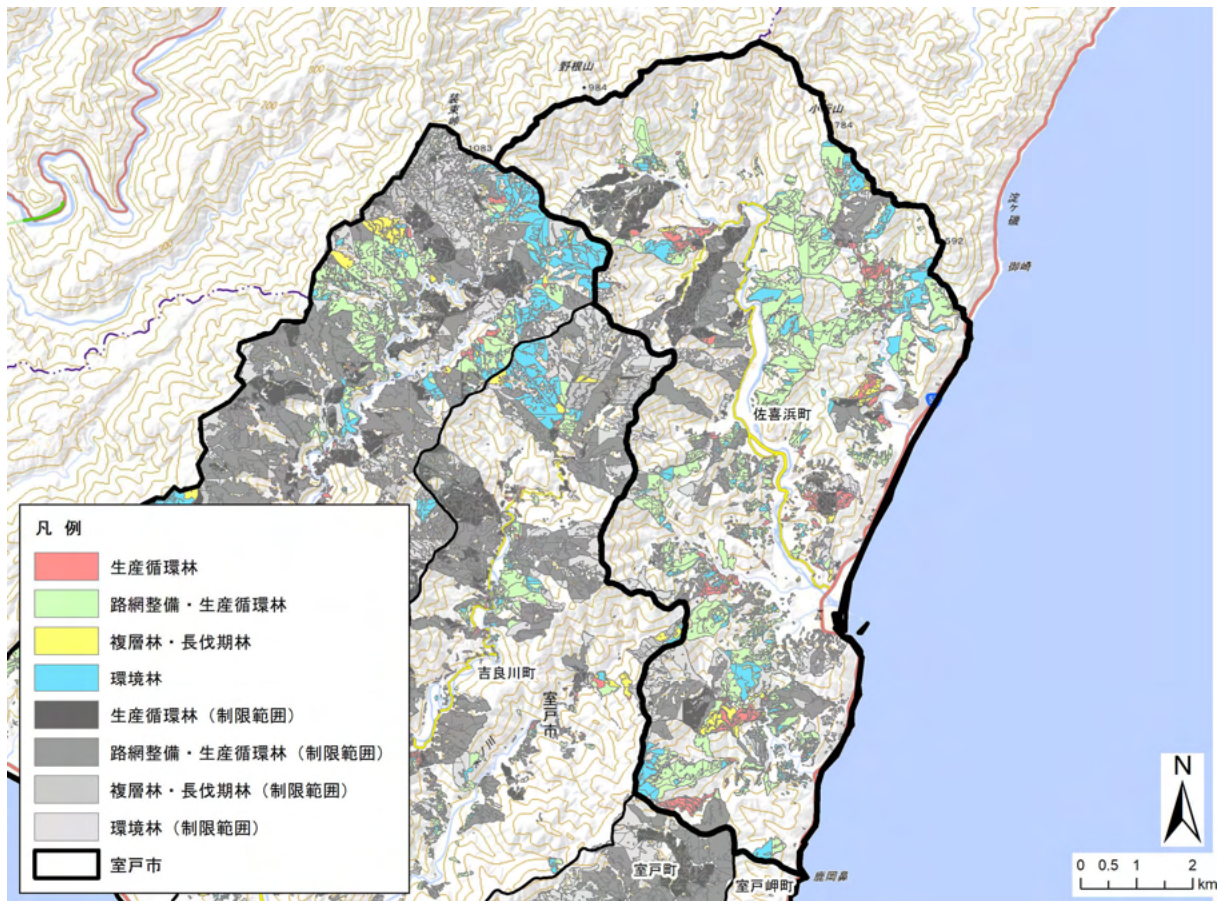 野根山
984
小行山
784
装束峠
1083
700
淀ヶ磯
592
御崎
佐喜浜町
吉良川町
室戸市
室戸町
室戸岬町
鹿岡鼻
凡 例
生産循環林
路網整備・生産循環林
複層林・長伐期林
環境林
生産循環林(制限範囲)
路網整備・生産循環林(制限範囲)
複層林・長伐期林(制限範囲)
環境林(制限範囲)
室戸市
N
0 0.5 1 2
km